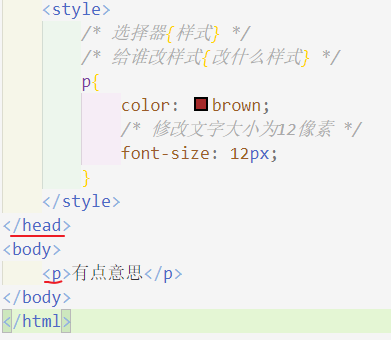 <style>
/* 选择器{样式} */
/* 给谁改样式{改什么样式} */
p{
color: brown;
/* 修改文字大小为12像素 */
font-size: 12px;
}
</style>
</head>
<body>
<p>有点意思</p>
</body>
</html>